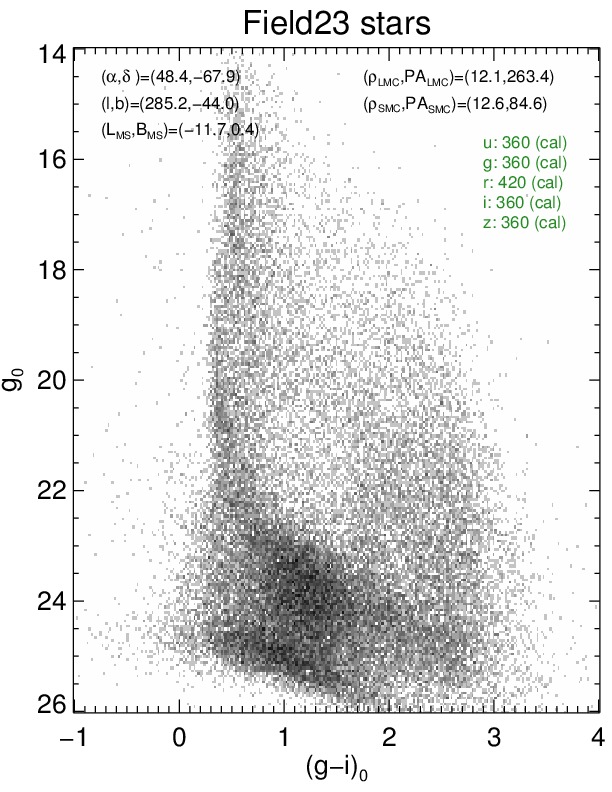 Field23 stars
(α,δ )=(48.4,−67.9)
(ρLMC,PALMC)=(12.1,263.4)
(l,b)=(285.2,−44.0)
(ρSMC,PASMC)=(12.6,84.6)
(LMS,BMS)=(−11.7,0.4)
u: 360 (cal)
g: 360 (cal)
r: 420 (cal)
i: 360 (cal)
z: 360 (cal)
14
16
18
20
22
24
26
g0
−1 0 1 2 3 4
(g−i)0